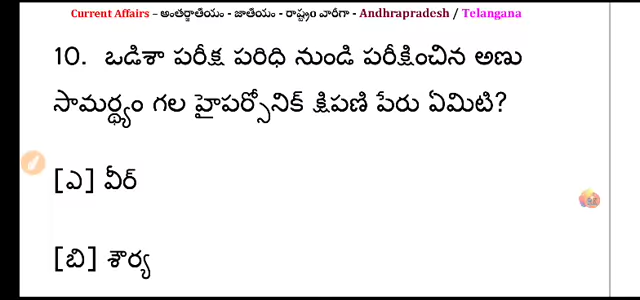 Current Affairs – అంతర్జాతీయం - జాతీయం - రాష్ట్రం వారీగా - Andhrapradesh / Telangana
10. ఒడిశా పరీక్ష పరిధి నుండి పరీక్షించిన అణు
సామర్థ్యం గల హైపర్సోనిక్ క్షిపణి పేరు ఏమిటి?
[ఎ] వీర్
[బి] శౌర్య